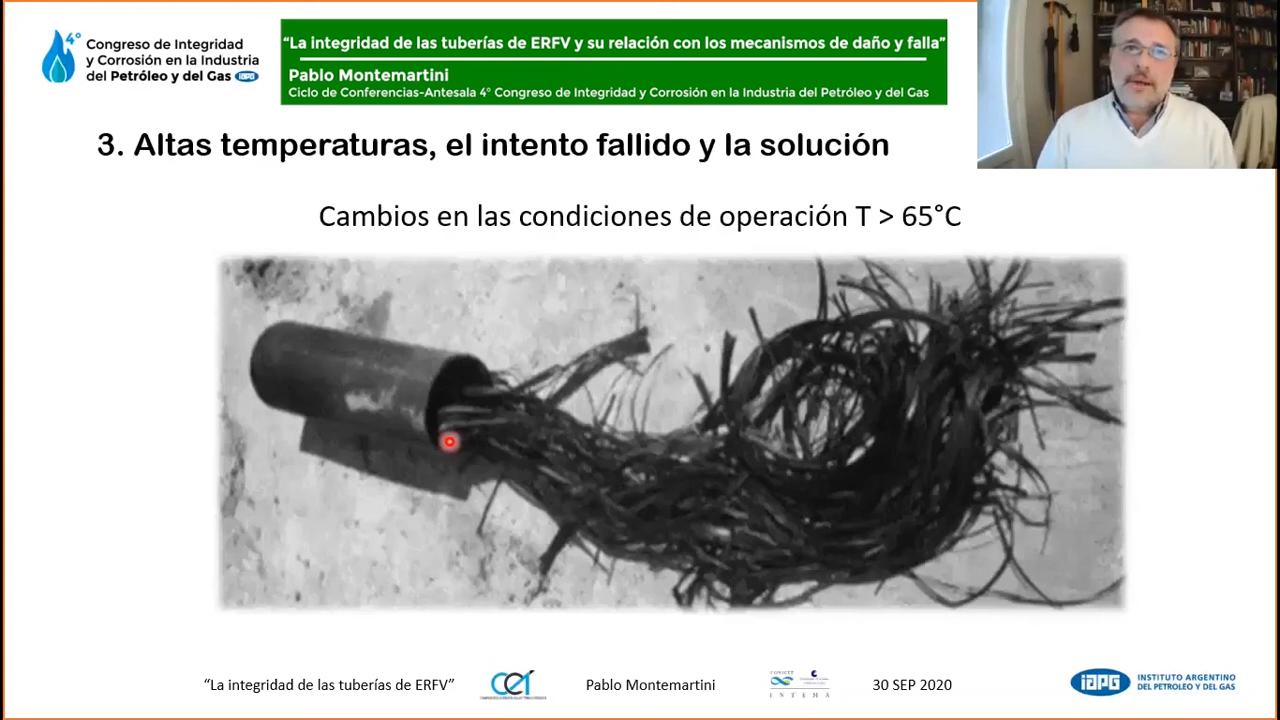 4°
Congreso de Integridad
y Corrosión en la Industria
del Petróleo y del Gas iapg
“La integridad de las tuberías de ERFV y su relación con los mecanismos de daño y falla”
Pablo Montemartini
Ciclo de Conferencias-Antesala 4° Congreso de Integridad y Corrosión en la Industria del Petróleo y del Gas
3. Altas temperaturas, el intento fallido y la solución
Cambios en las condiciones de operación T > 65°C
“La integridad de las tuberías de ERFV”
Pablo Montemartini
CONICET
INTEMA
30 SEP 2020
iapg
INSTITUTO ARGENTINO
DEL PETROLEO Y DEL GAS